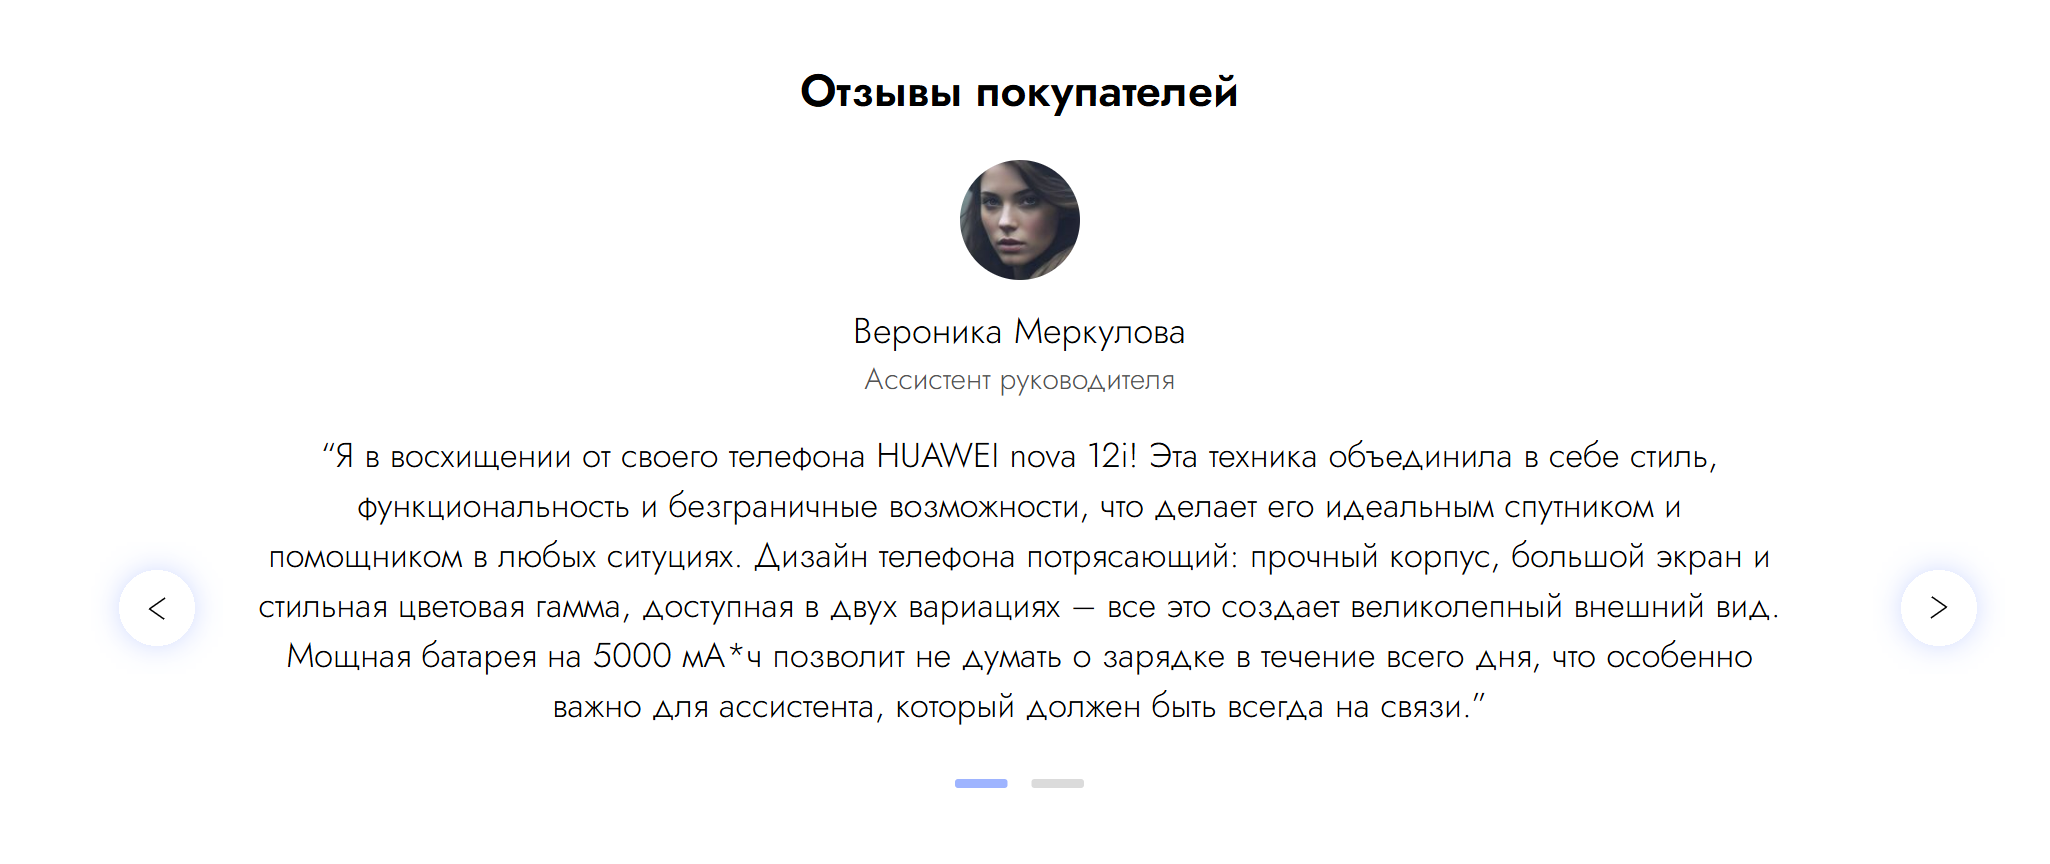 Отзывы покупателей
Вероника Меркулова
Ассистент руководителя
“Я в восхищении от своего телефона HUAWEI nova 12i! Эта техника объединила в себе стиль,
функциональность и безграничные возможности, что делает его идеальным спутником и
помощником в любых ситуциях. Дизайн телефона потрясающий: прочный корпус, большой экран и
стильная цветовая гамма, доступная в двух вариациях – все это создает великолепный внешний вид.
Мощная батарея на 5000 мА*ч позволит не думать о зарядке в течение всего дня, что особенно
важно для ассистента, который должен быть всегда на связи.”